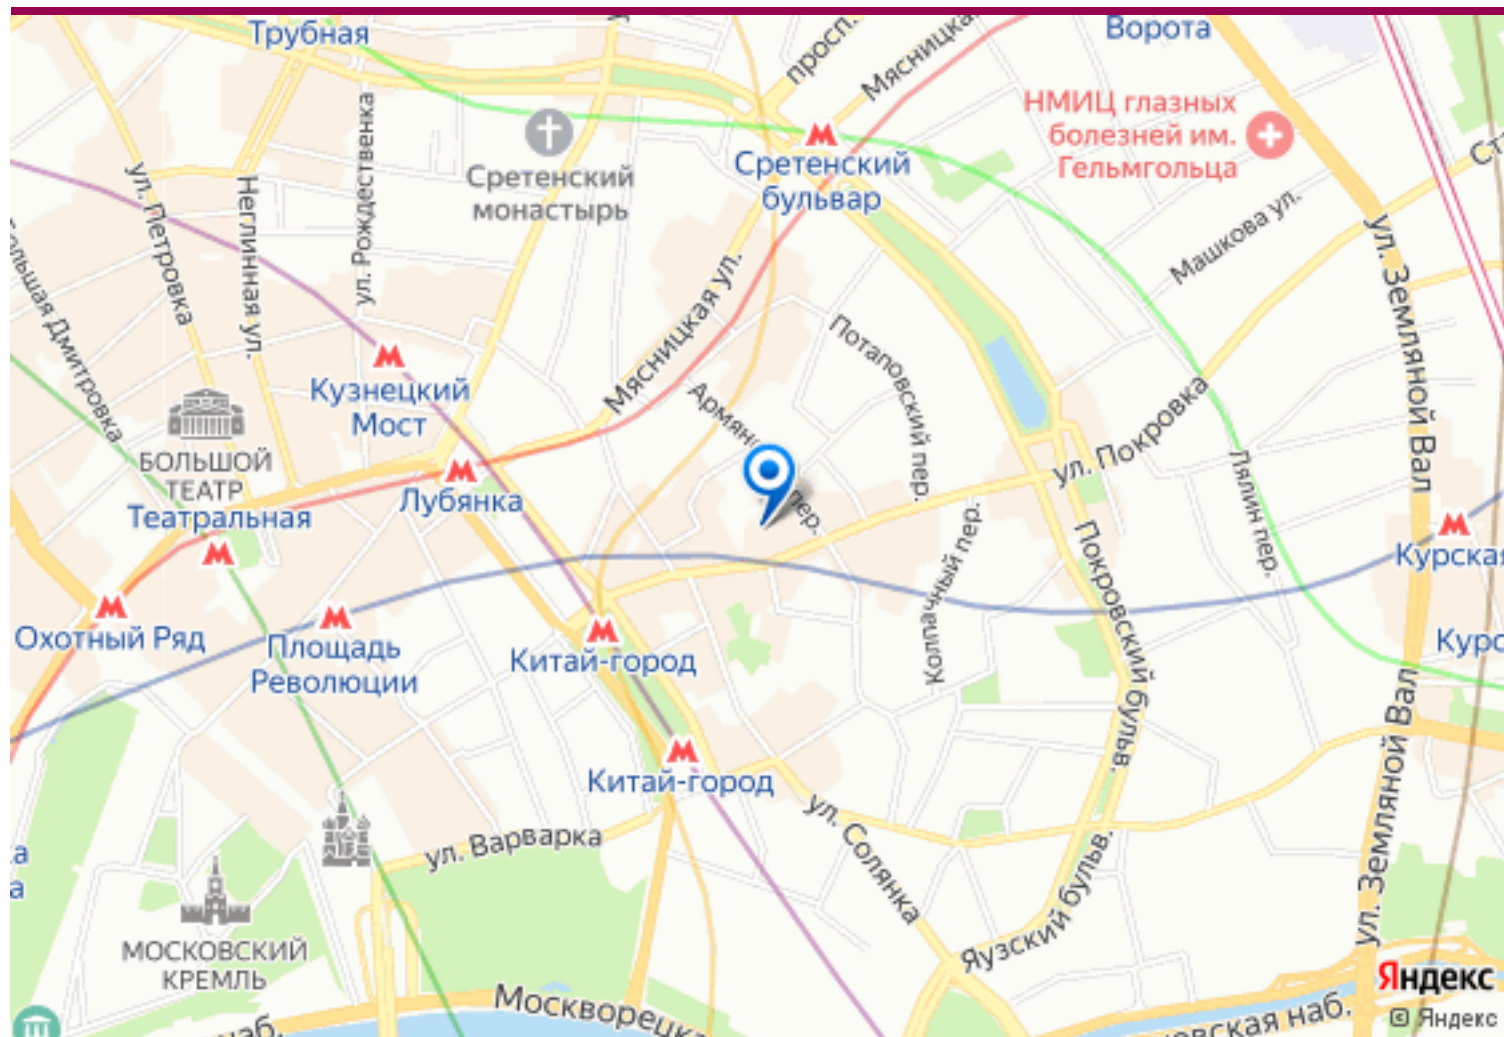 Трубная
просп.
Мясницкая
Ворота
НМИЦ глазных
болезней им.
Гельмгольца
Сретенский
монастырь
Сретенский
бульвар
ул. Петровка
Неглинная ул.
ул. Рождественка
Машкова ул.
ул. Земляной Вал
Дмитровка
Мясницкая ул.
Кузнецкий
Мост
Потаповский пер.
ул. Покровка
БОЛЬШОЙ
ТЕАТР
Театральная
Лубянка
пер.
Лялин пер.
Колпачный пер.
Покровский бульв.
Курская
Охотный Ряд
Площадь
Революции
Китай-город
Курс
Китай-город
ул. Земляной Вал
ул. Варварка
ул. Солянка
Яузский бульв.
МОСКОВСКИЙ
КРЕМЛЬ
Москворецка
наб.
Яндекс
© Яндекс